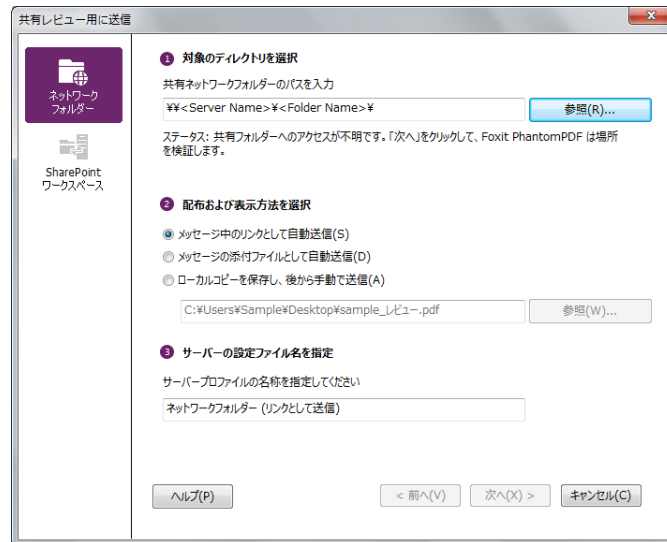 共有レビュー用に送信
ネットワーク
フォルダー
SharePoint
ワークスペース
1 対象のディレクトリを選択
共有ネットワークフォルダーのパスを入力
¥¥<Server Name>¥<Folder Name>¥
参照(R)...
ステータス: 共有フォルダーへのアクセスが不明です。「次へ」をクリックして、Foxit PhantomPDF は場所
を検証します。
2 配布および表示方法を選択
メッセージ中のリンクとして自動送信(S)
メッセージの添付ファイルとして自動送信(D)
ローカルコピーを保存し、後から手動で送信(A)
C:¥Users¥Sample¥Desktop¥sample_レビュー.pdf
参照(W)...
3 サーバーの設定ファイル名を指定
サーバープロファイルの名称を指定してください
ネットワークフォルダー (リンクとして送信)
ヘルプ(P)
< 前へ(V)
次へ(X) >
キャンセル(C)